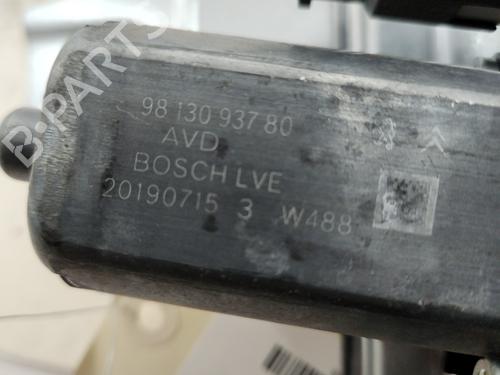 B-PARTS
98 130 937 80
AVD
BOSCH LVE
20190715 3 W488